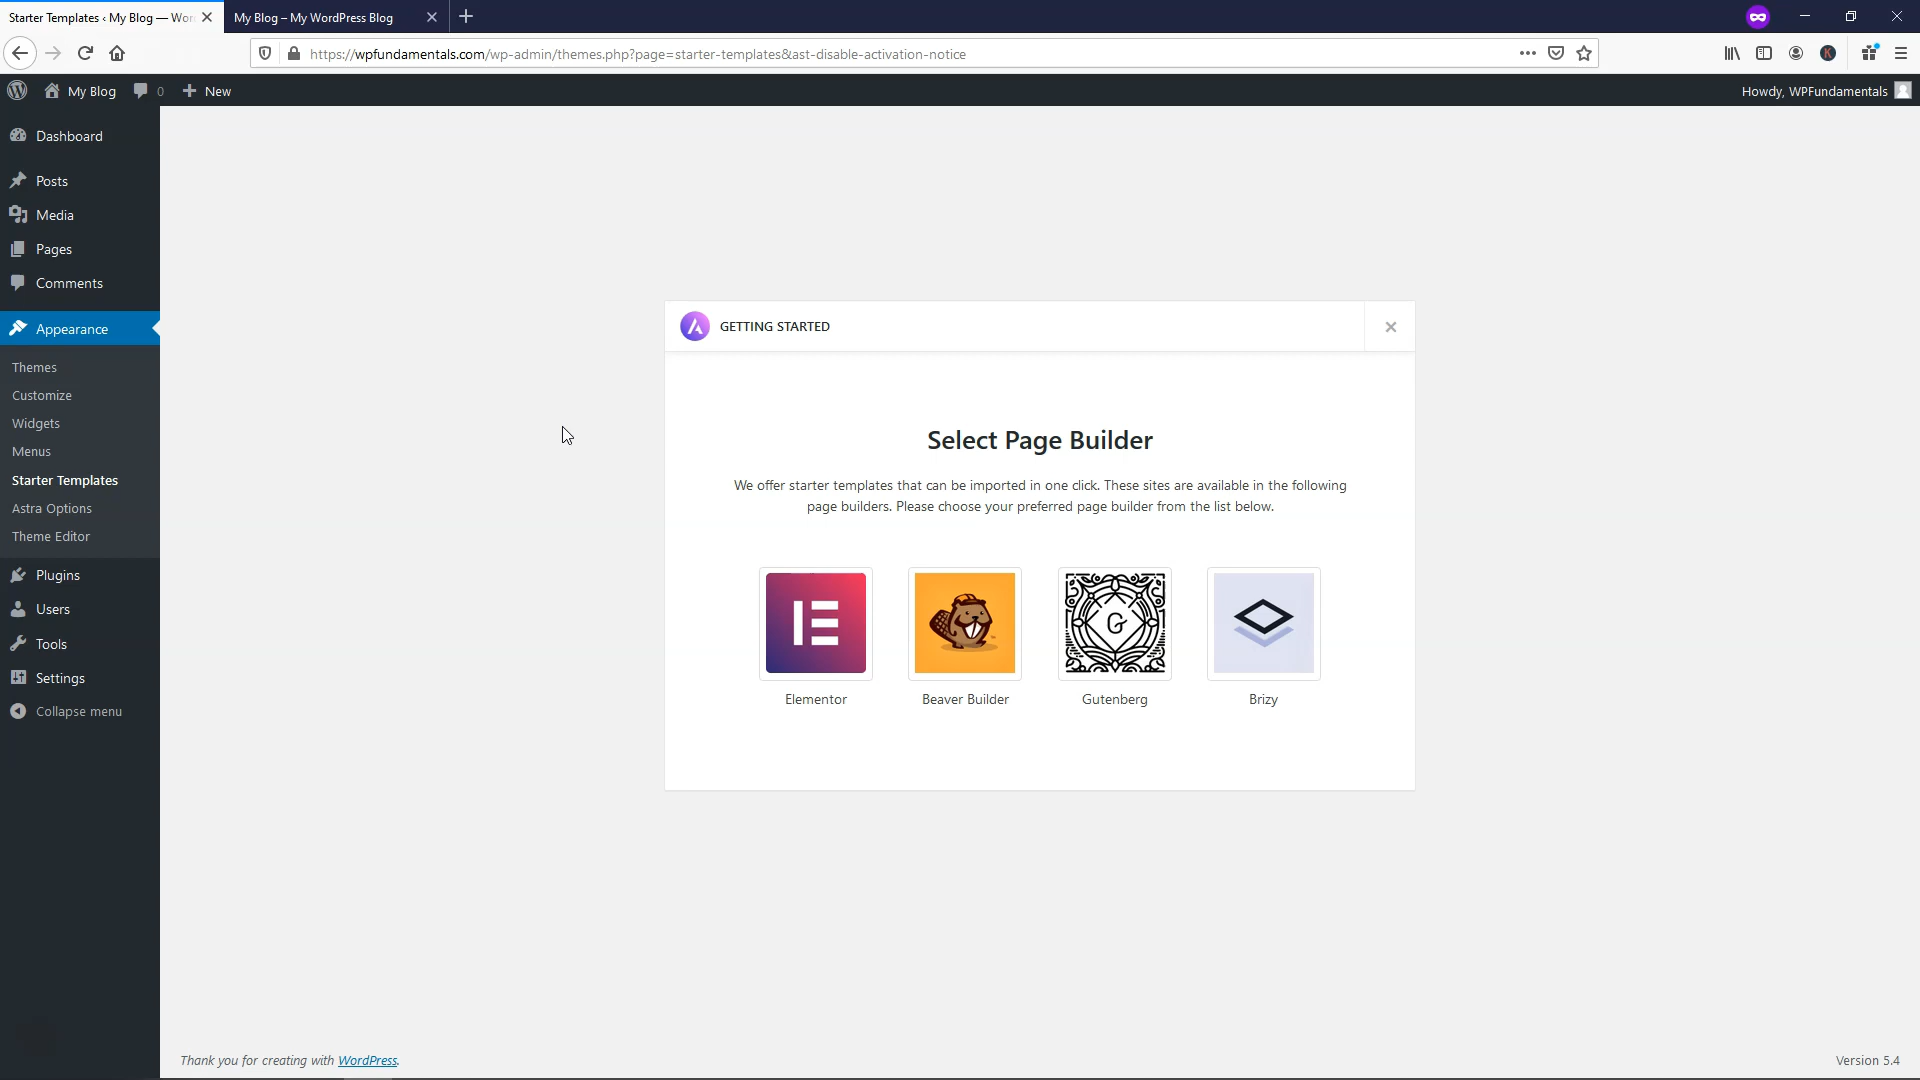 Starter Templates ‹ My Blog — Wor
My Blog – My WordPress Blog
https://wpfundamentals.com/wp-admin/themes.php?page=starter-templates&ast-disable-activation-notice
My Blog
0
New
Howdy, WPFundamentals
Dashboard
Posts
Media
Pages
Comments
Appearance
Themes
Customize
Widgets
Menus
Starter Templates
Astra Options
Theme Editor
Plugins
Users
Tools
Settings
Collapse menu
GETTING STARTED
Select Page Builder
We offer starter templates that can be imported in one click. These sites are available in the following
page builders. Please choose your preferred page builder from the list below.
Elementor
Beaver Builder
G
Gutenberg
Brizy
Thank you for creating with WordPress.
Version 5.4